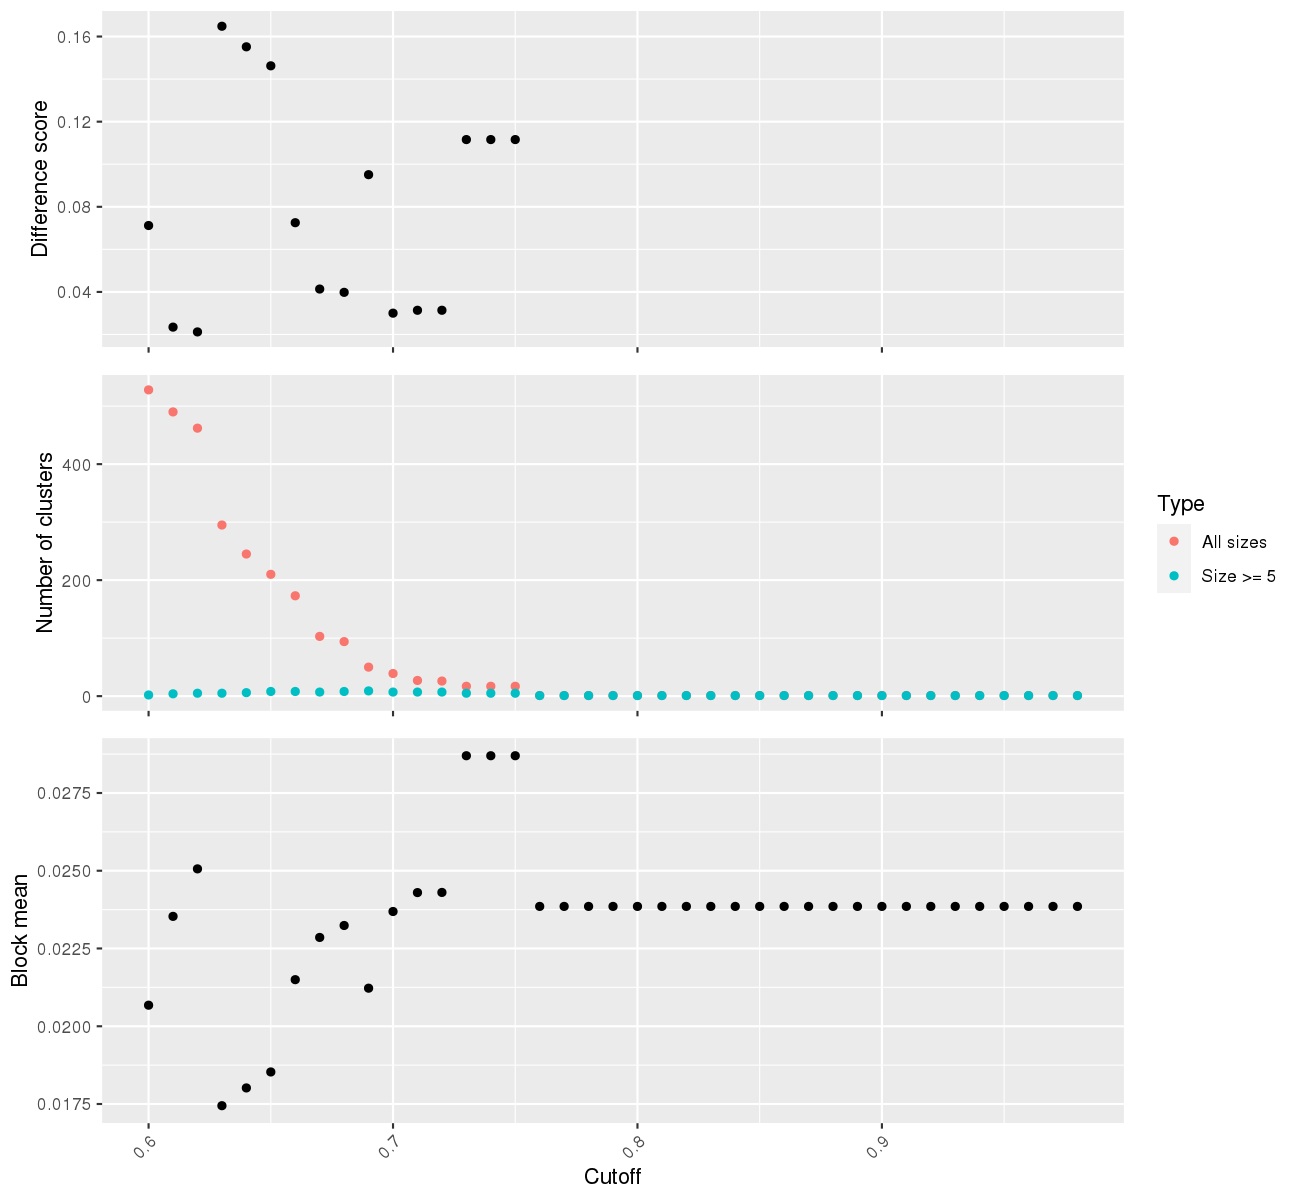 Difference score
0.16
0.12
0.08
0.04
Number of clusters
400
200
0
Type
All sizes
Size >= 5
Block mean
0.0275
0.0250
0.0225
0.0200
0.0175
0.6
0.7
0.8
0.9
Cutoff